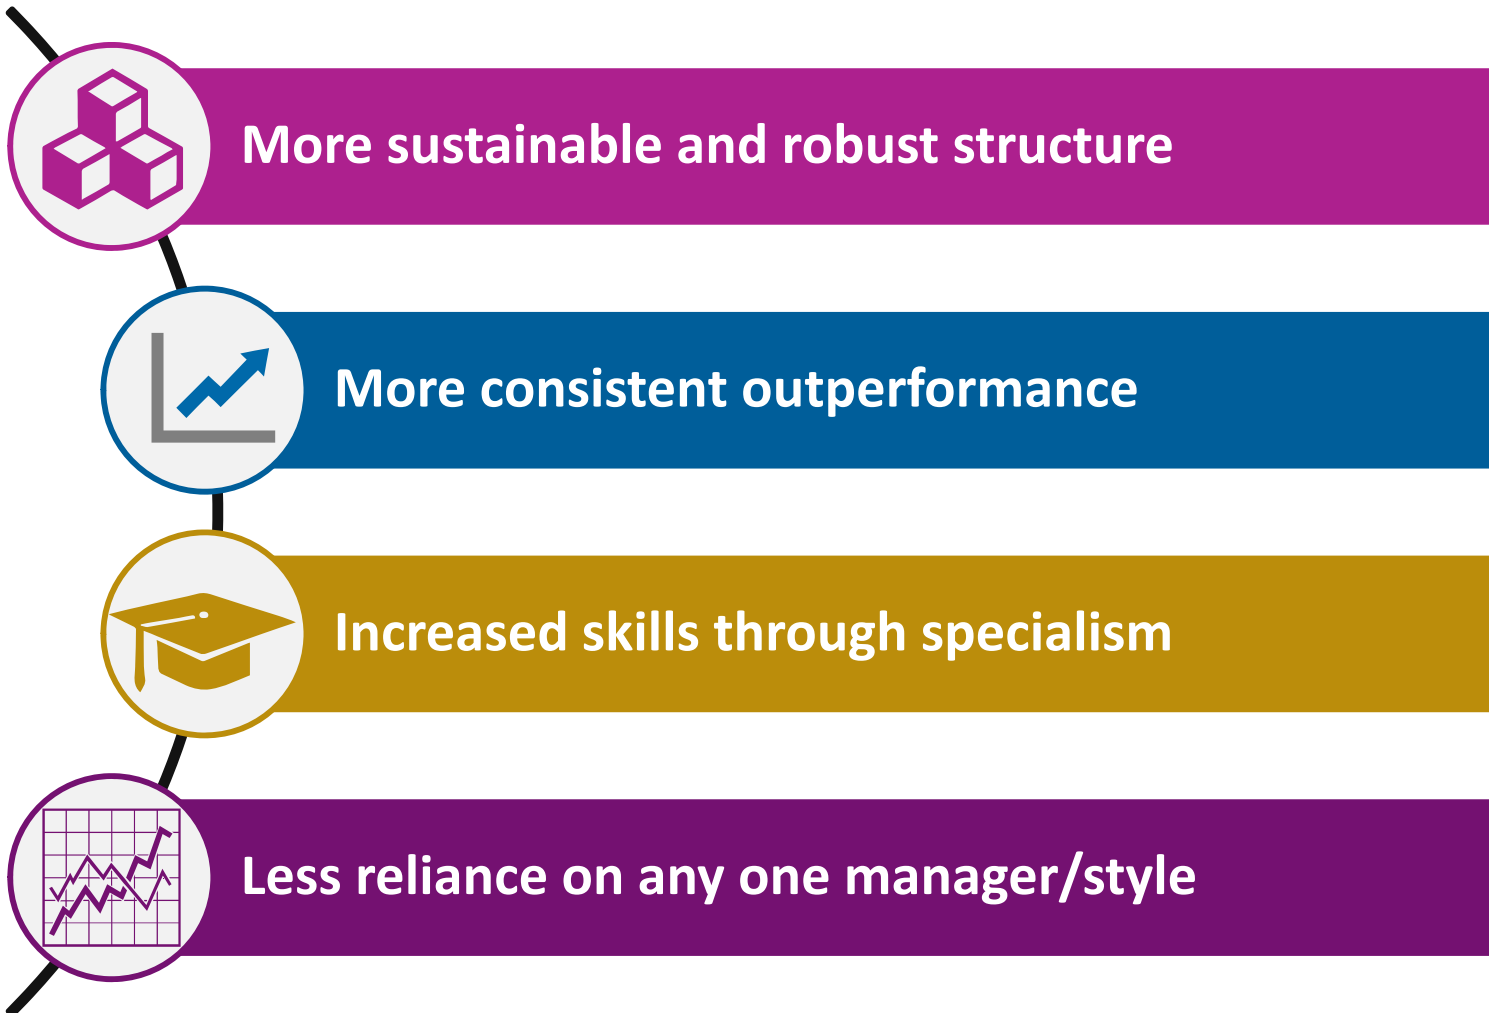 More sustainable and robust structure
More consistent outperformance
Increased skills through specialism
Less reliance on any one manager/style